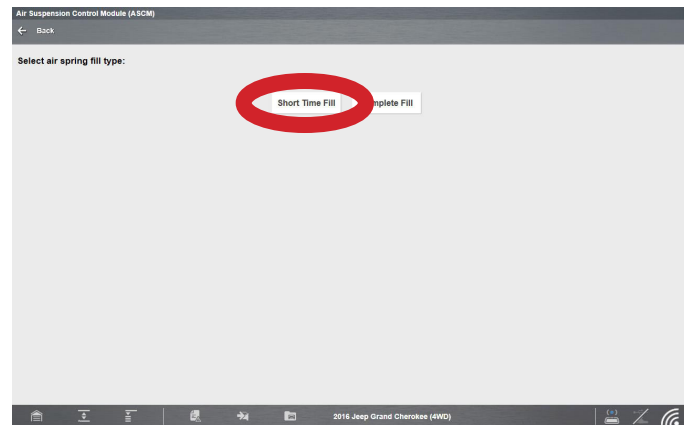 Air Suspension Control Module (ASCM)
Back
Select air spring fill type:
Short Time Fill
Fill
2016 Jeep Grand Cherokee (4WD)